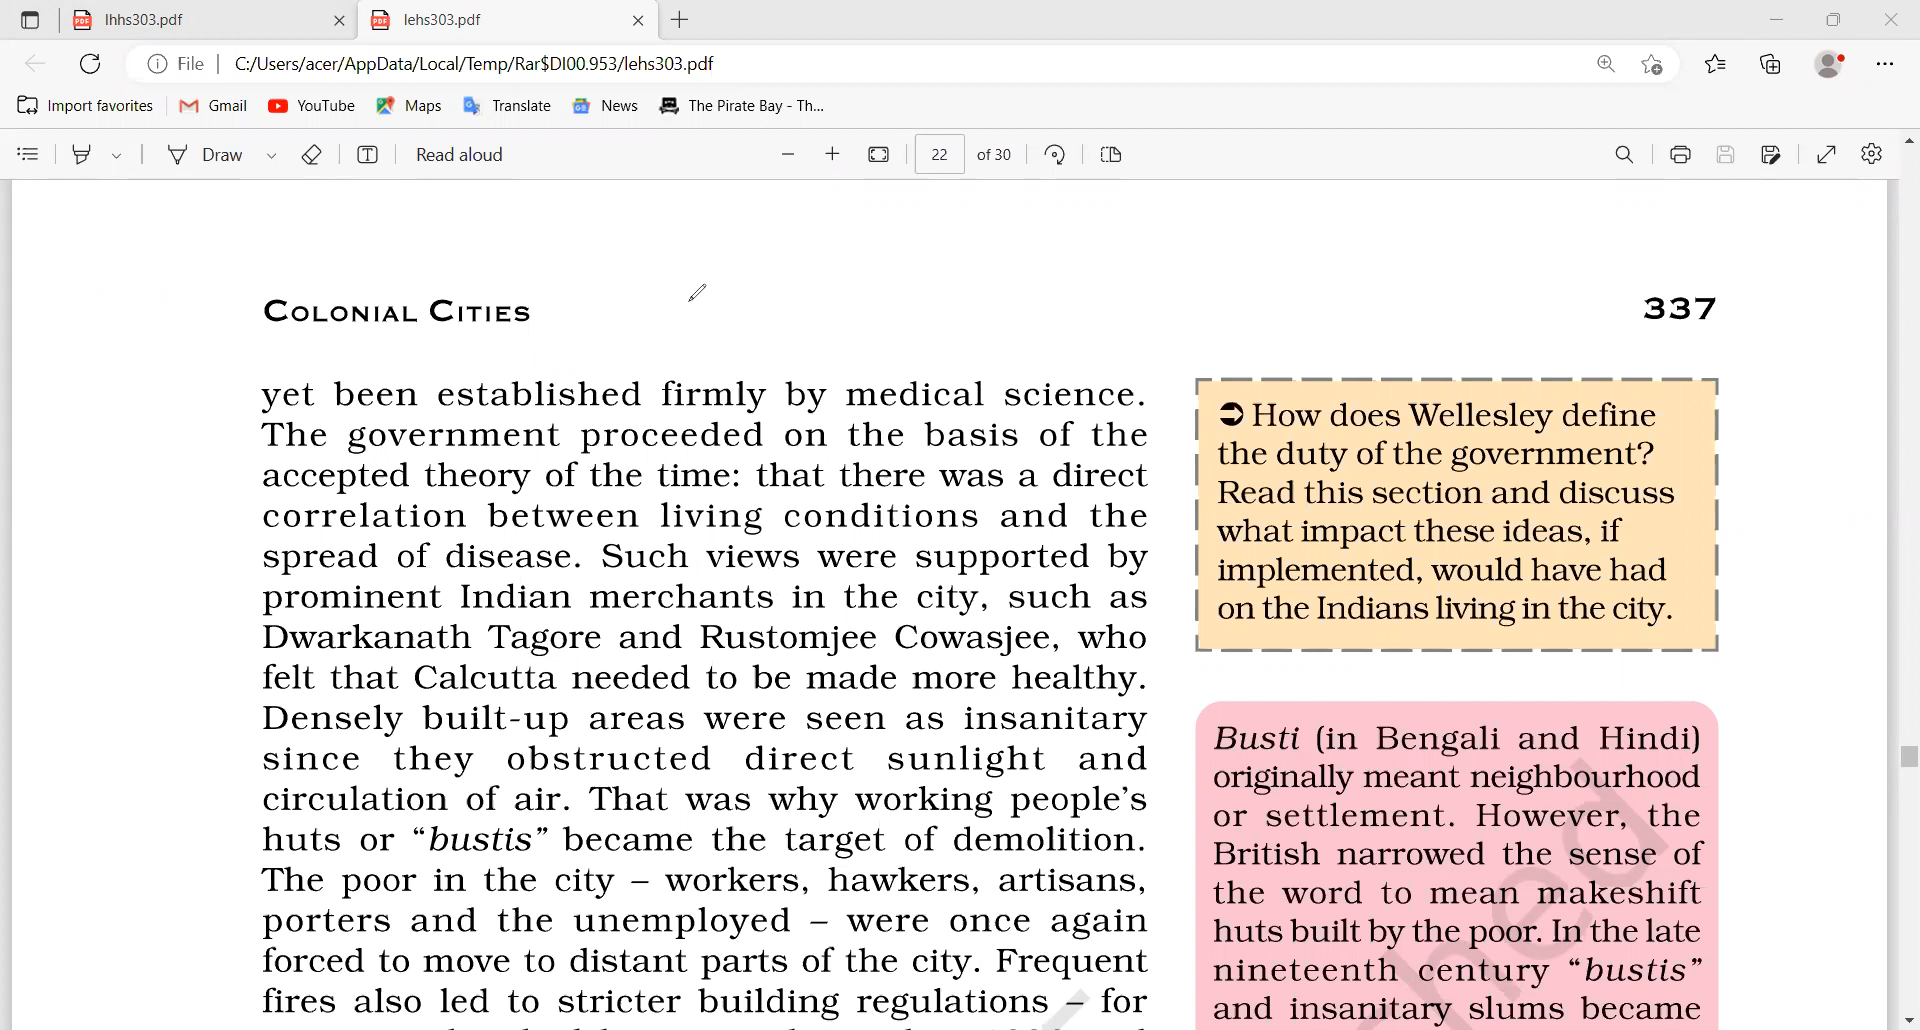 lhhs303.pdf
lehs303.pdf
File
C:/Users/acer/AppData/Local/Temp/Rar$DI00.953/lehs303.pdf
Import favorites
Gmail
YouTube
Maps
Translate
News
The Pirate Bay - Th...
Draw
Read aloud
22
of 30
COLONIAL CITIES
337
yet been established firmly by medical science.
The government proceeded on the basis of the
accepted theory of the time: that there was a direct
correlation between living conditions and the
spread of disease. Such views were supported by
prominent Indian merchants in the city, such as
Dwarkanath Tagore and Rustomjee Cowasjee, who
felt that Calcutta needed to be made more healthy.
Densely built-up areas were seen as insanitary
since they obstructed direct sunlight and
circulation of air. That was why working people’s
huts or “bustis” became the target of demolition.
The poor in the city – workers, hawkers, artisans,
porters and the unemployed – were once again
forced to move to distant parts of the city. Frequent
fires also led to stricter building regulations – for
➲ How does Wellesley define
the duty of the government?
Read this section and discuss
what impact these ideas, if
implemented, would have had
on the Indians living in the city.
Busti (in Bengali and Hindi)
originally meant neighbourhood
or settlement. However, the
British narrowed the sense of
the word to mean makeshift
huts built by the poor. In the late
nineteenth century “bustis”
and insanitary slums became